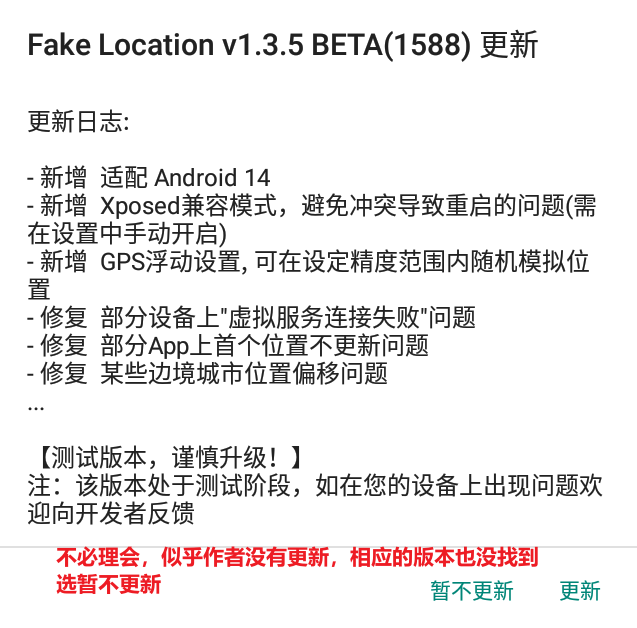 Fake Location v1.3.5 BETA(1588) 更新
更新日志:
- 新增  适配 Android 14
- 新增  Xposed兼容模式，避免冲突导致重启的问题(需
在设置中手动开启)
- 新增  GPS浮动设置, 可在设定精度范围内随机模拟位
置
- 修复  部分设备上"虚拟服务连接失败"问题
- 修复  部分App上首个位置不更新问题
- 修复  某些边境城市位置偏移问题
...
【测试版本，谨慎升级！】
注：该版本处于测试阶段，如在您的设备上出现问题欢
迎向开发者反馈
不必理会，似乎作者没有更新，相应的版本也没找到
选暂不更新
暂不更新 更新